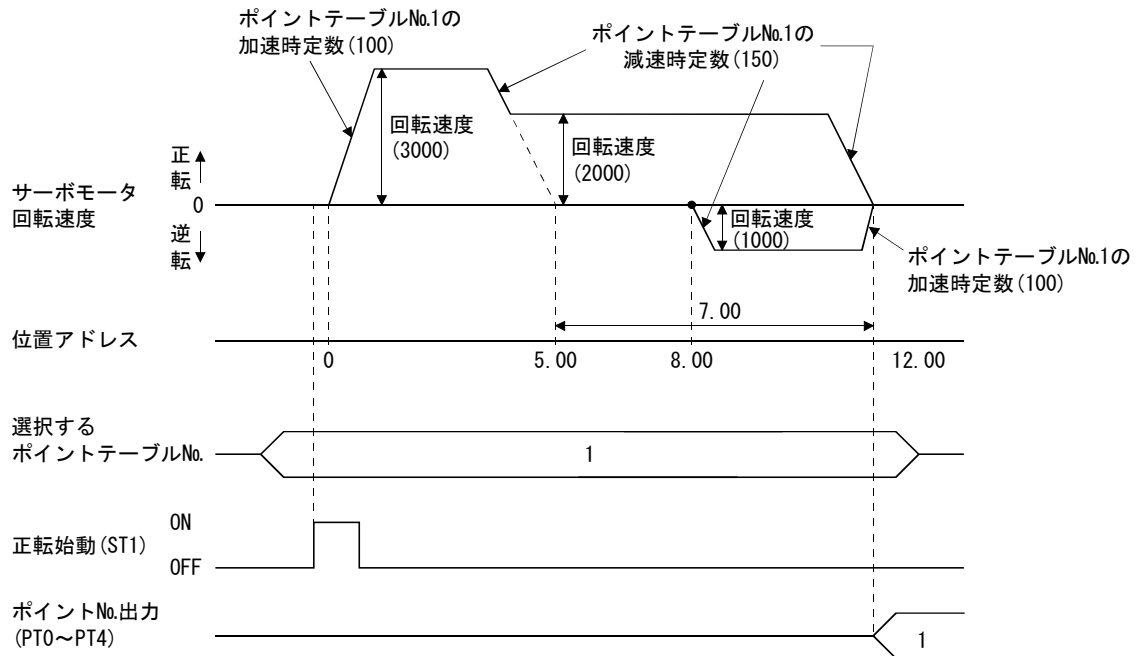 ポイントテーブル№1の
加速時定数(100)
ポイントテーブル№1の
減速時定数(150)
回転速度
(3000)
回転速度
(2000)
正転
サーボモータ
回転速度
0
逆転
回転速度
(1000)
ポイントテーブル№1の
加速時定数(100)
7.00
位置アドレス
0
5.00
8.00
12.00
選択する
ポイントテーブル№
1
ON
正転始動(ST1)
OFF
ポイント№出力
(PT0～PT4)
1